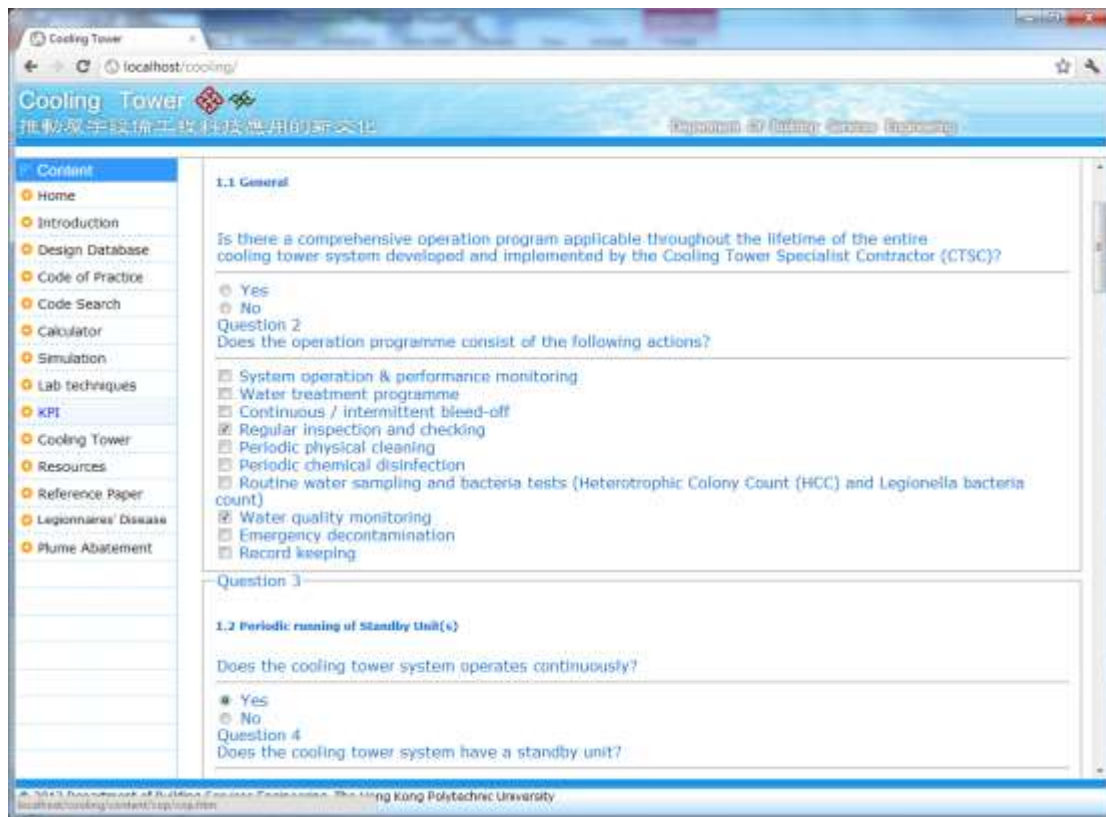 Cooling Tower
localhost/cooling/
Cooling Tower
Department Of Building Services Engineering
Content
Home
Introduction
Design Database
Code of Practice
Code Search
Calculator
Simulation
Lab techniques
KPI
Cooling Tower
Resources
Reference Paper
Legionnaires' Disease
Plume Abatement
1.1 General
Is there a comprehensive operation program applicable throughout the lifetime of the entire
cooling tower system developed and implemented by the Cooling Tower Specialist Contractor (CTSC)?
Yes
No
Question 2
Does the operation programme consist of the following actions?
System operation & performance monitoring
Water treatment programme
Continuous / intermittent bleed-off
Regular inspection and checking
Periodic physical cleaning
Periodic chemical disinfection
Routine water sampling and bacteria tests (Heterotrophic Colony Count (HCC) and Legionella bacteria
count)
Water quality monitoring
Emergency decontamination
Record keeping
Question 3
1.2 Periodic running of Standby Unit(s)
Does the cooling tower system operates continuously?
Yes
No
Question 4
Does the cooling tower system have a standby unit?
Hong Kong Polytechnic University